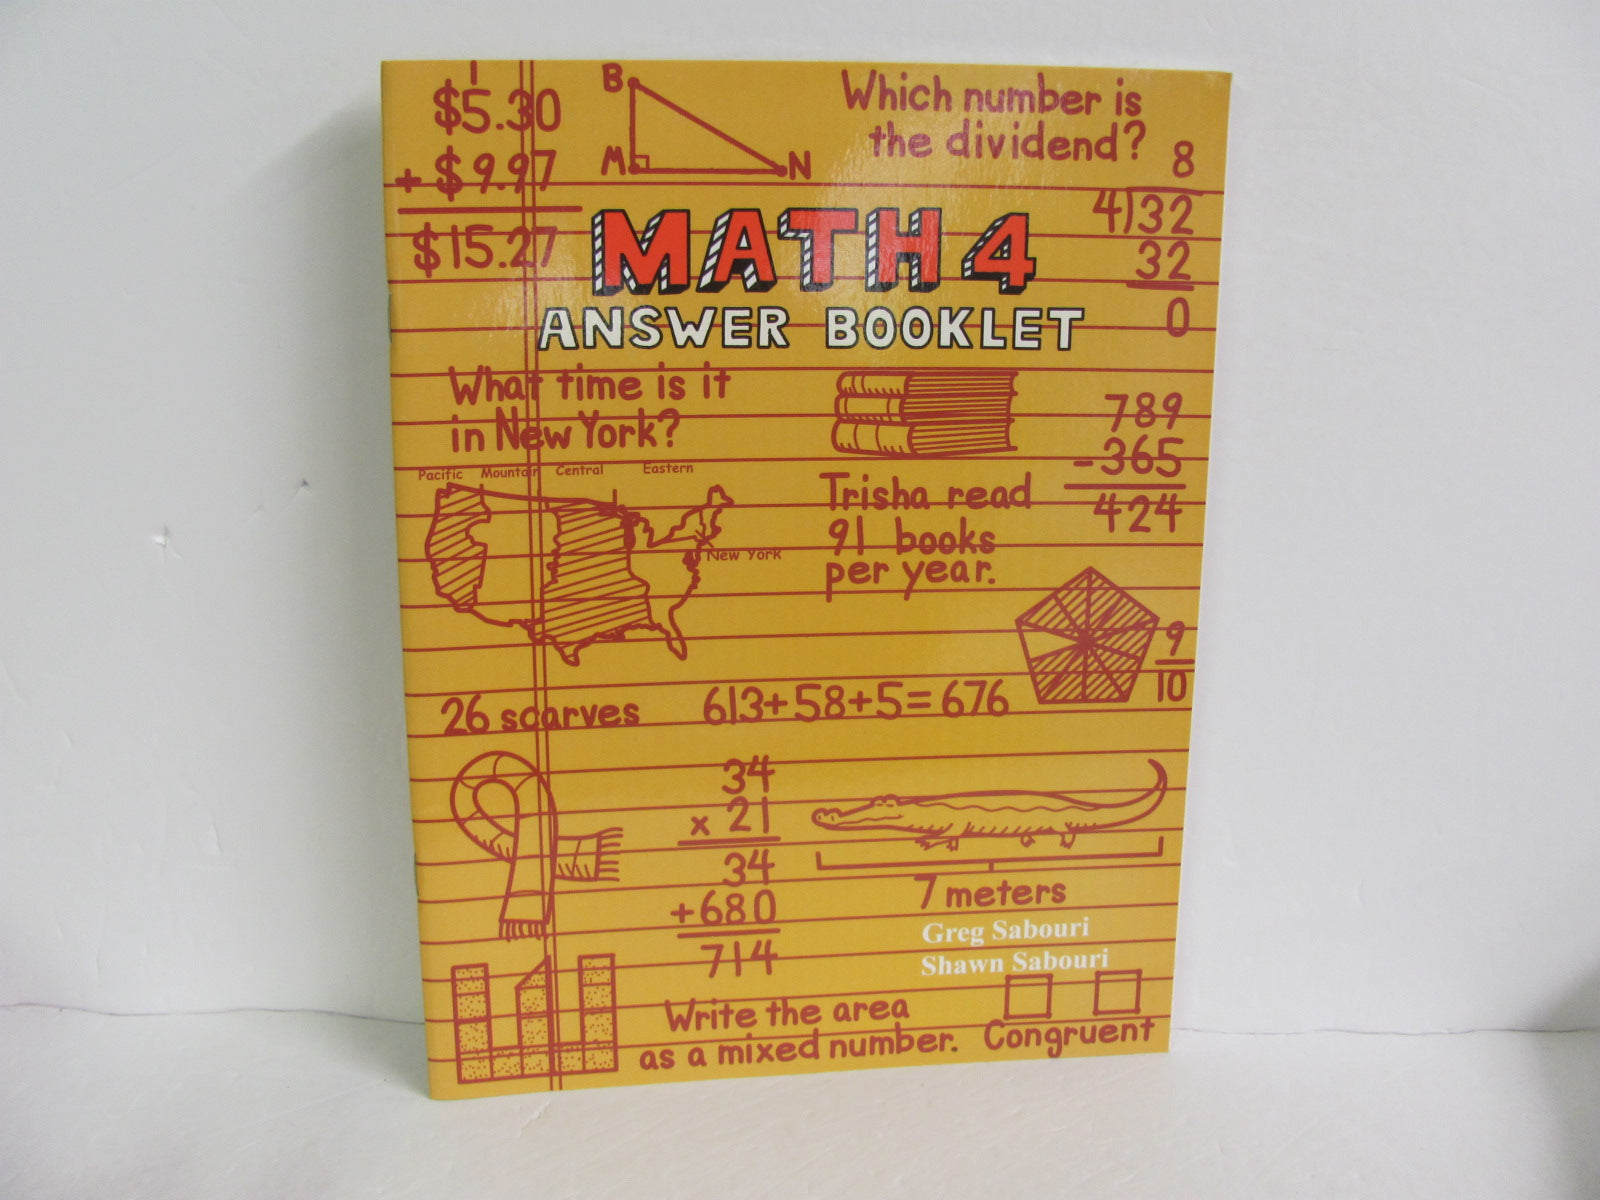 1
$5.30
+ $9.97
$15.27
B
M
N
Which number is
the dividend?
8
4)32
32
0
MATH 4
ANSWER BOOKLET
What time is it
in New York?
Pacific Mountain Central Eastern
New York
Trisha read
91 books
per year.
789
-365
424
9
10
26 scarves
613+58+5=676
34
x 21
34
+680
714
7 meters
Greg Sabouri
Shawn Sabouri
Write the area
as a mixed number.
Congruent